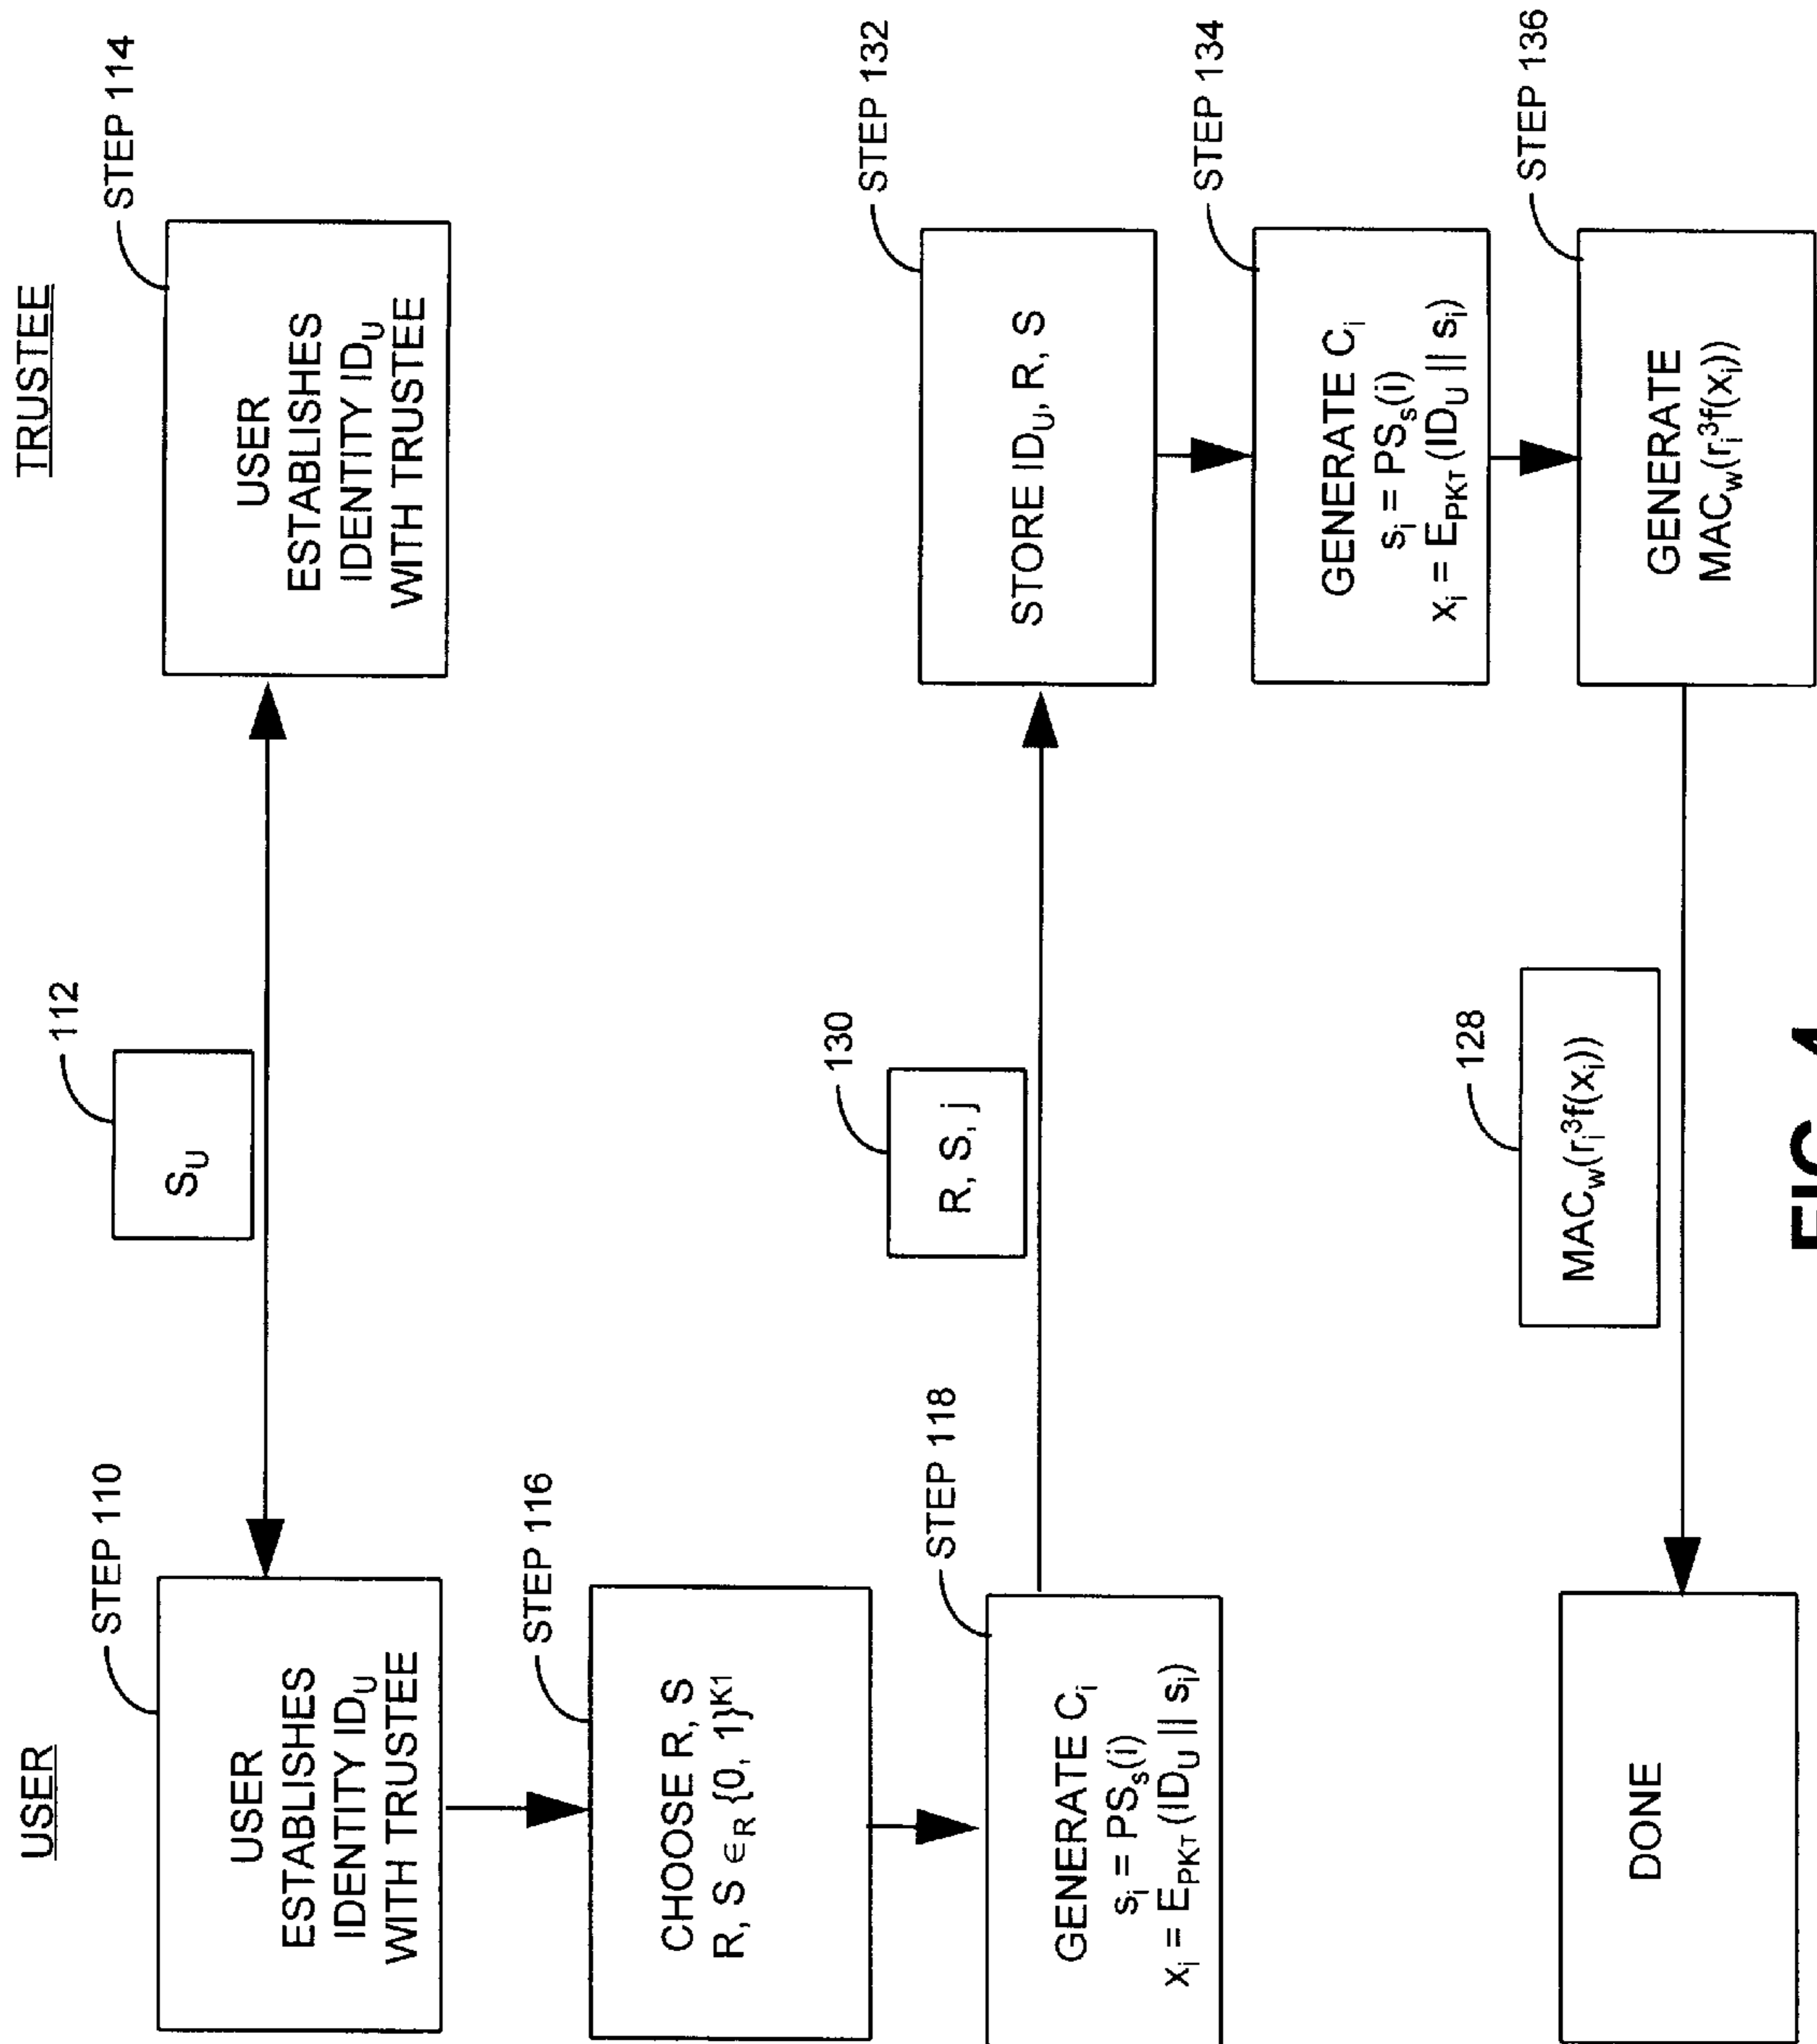 USER
TRUSTEE
STEP 110
USER
ESTABLISHES
IDENTITY ID_U
WITH TRUSTEE
112
S_U
STEP 114
USER
ESTABLISHES
IDENTITY ID_U
WITH TRUSTEE
STEP 116
CHOOSE R, S
R, S ∈_R {0, 1}^K1
STEP 118
GENERATE C_i
s_i = PS_s(i)
x_i = E_PKT (ID_U || s_i)
130
R, S, j
STEP 132
STORE ID_U, R, S
STEP 134
GENERATE C_i
s_i = PS_s(i)
x_i = E_PKT (ID_U || s_i)
STEP 136
GENERATE
MAC_w(r_i^3f(x_i))
128
MAC_w(r_i^3f(x_i))
DONE